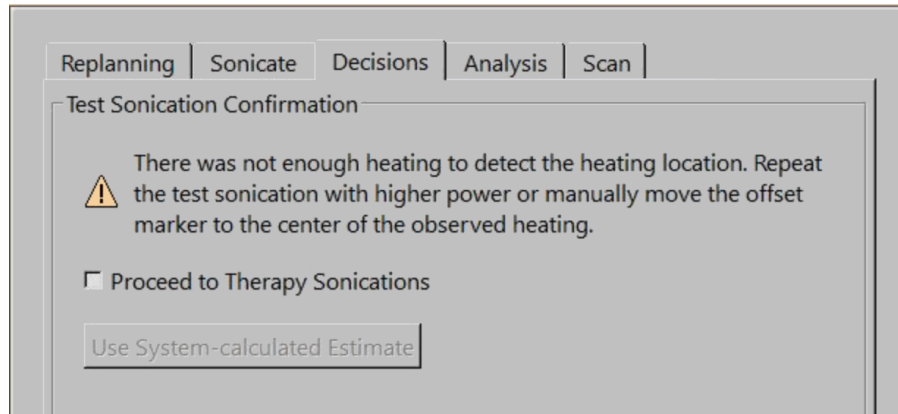 Replanning Sonicate Decisions Analysis Scan
Test Sonication Confirmation
There was not enough heating to detect the heating location. Repeat
the test sonication with higher power or manually move the offset
marker to the center of the observed heating.
Proceed to Therapy Sonications
Use System-calculated Estimate